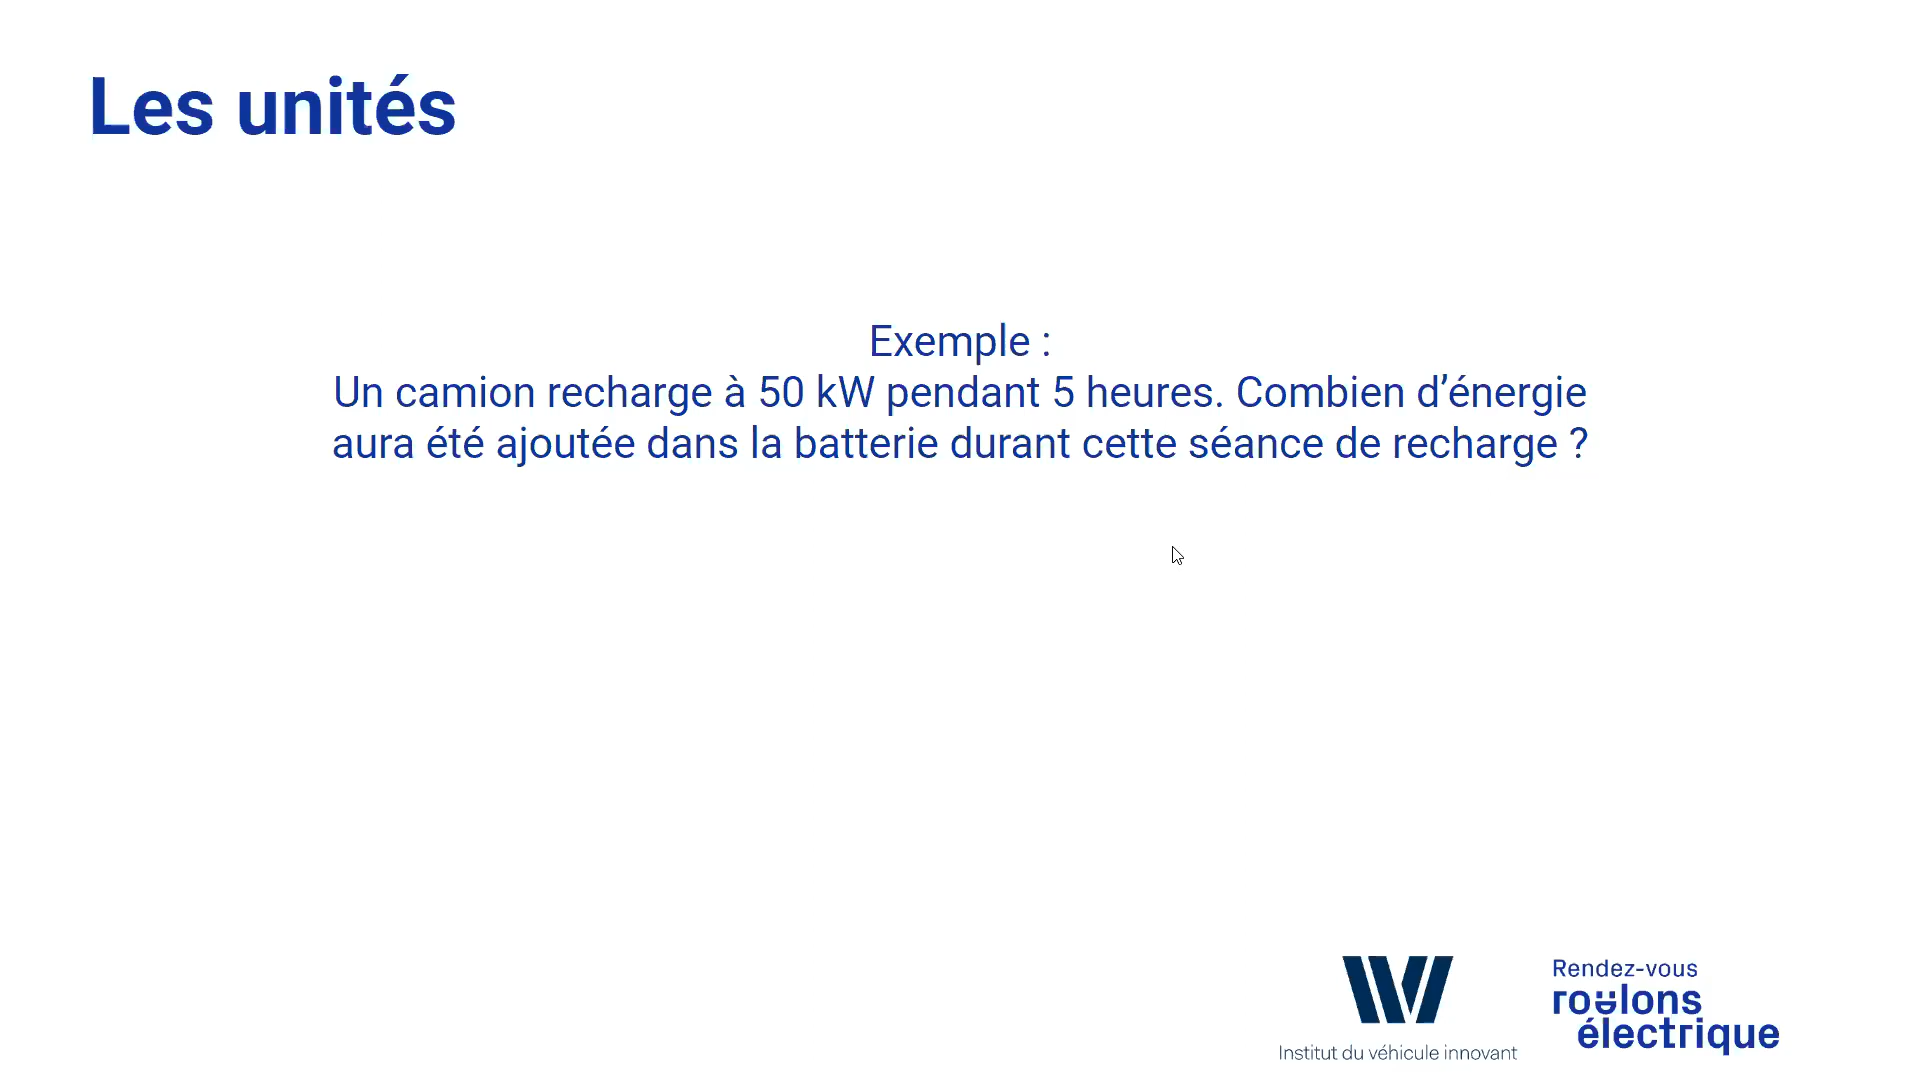 Les unités
Exemple :
Un camion recharge à 50 kW pendant 5 heures. Combien d’énergie
aura été ajoutée dans la batterie durant cette séance de recharge ?
Institut du véhicule innovant
Rendez-vous
roulons
électrique